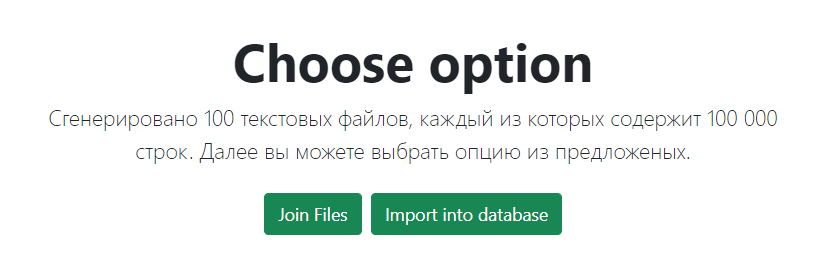 Choose option
Сгенерировано 100 текстовых файлов, каждый из которых содержит 100 000
строк. Далее вы можете выбрать опцию из предложеных.
Join Files
Import into database